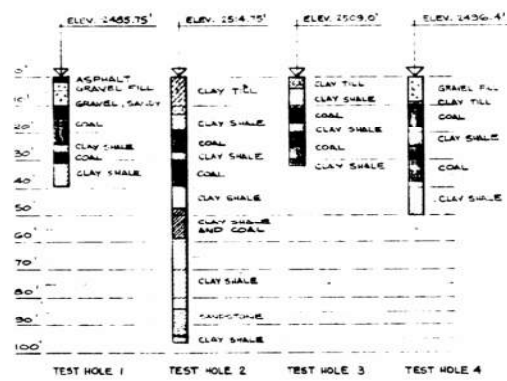 ELEV. 2485.75' ELEV. 2514.75' ELEV. 2509.0' ELEV. 2496.4'
0'
10'
20'
30'
40'
50'
60'
70'
80'
90'
100'
ASPHALT
GRAVEL FILL
GRAVEL, SANDY
COAL
CLAY SHALE
COAL
CLAY SHALE
CLAY TILL
CLAY SHALE
COAL
CLAY SHALE
COAL
CLAY SHALE
CLAY SHALE
AND COAL
CLAY SHALE
SANDSTONE
CLAY SHALE
CLAY TILL
CLAY SHALE
COAL
CLAY SHALE
COAL
CLAY SHALE
GRAVEL FILL
CLAY TILL
COAL
CLAY SHALE
COAL
CLAY SHALE
TEST HOLE 1 TEST HOLE 2 TEST HOLE 3 TEST HOLE 4